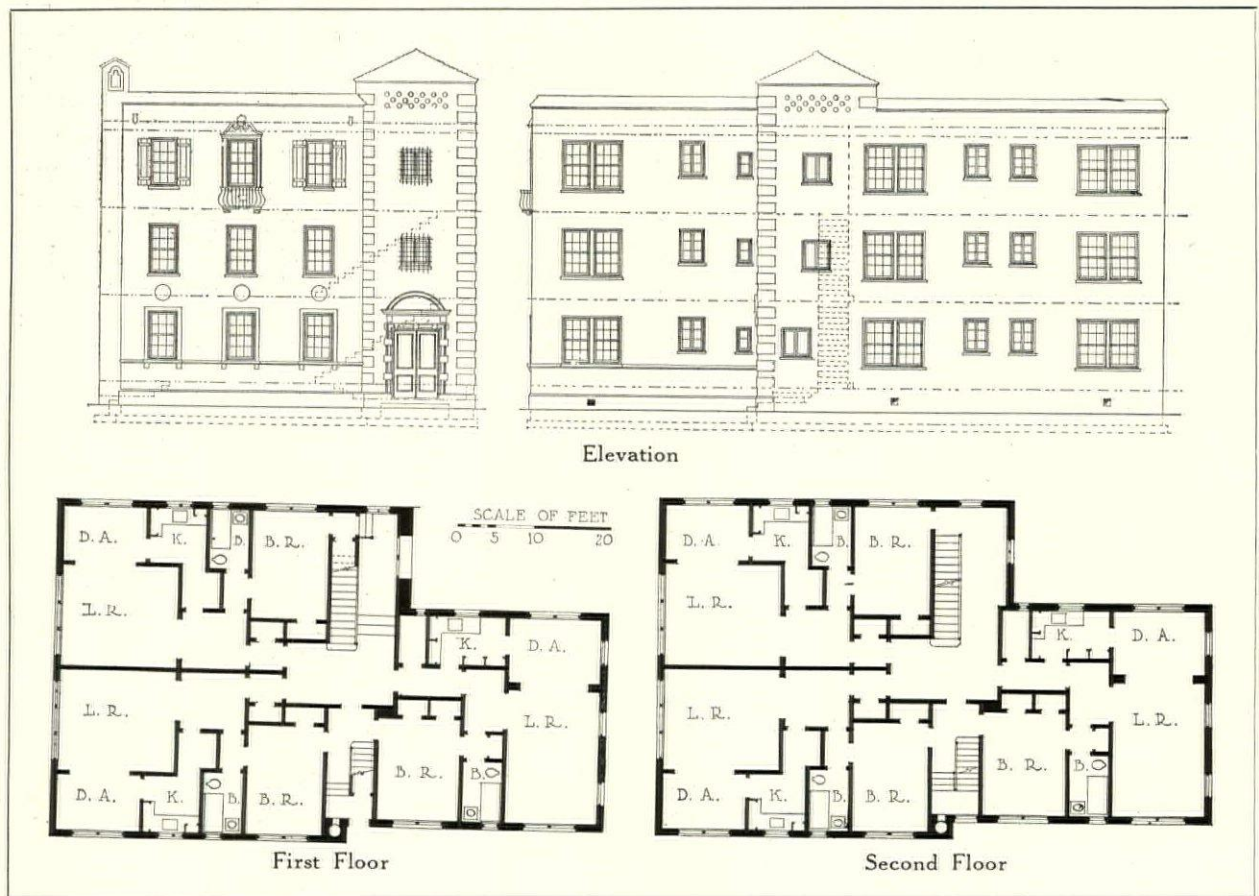 Elevation
SCALE OF FEET
0 5 10 20
D. A.
K.
B.
B. R.
L. R.
K.
D. A.
L. R.
L. R.
B. R.
B.
D. A.
K.
B.
B. R.
First Floor
D. A.
K.
B.
B. R.
L. R.
K.
D. A.
L. R.
L. R.
B. R.
B.
D. A.
K.
B.
B. R.
Second Floor